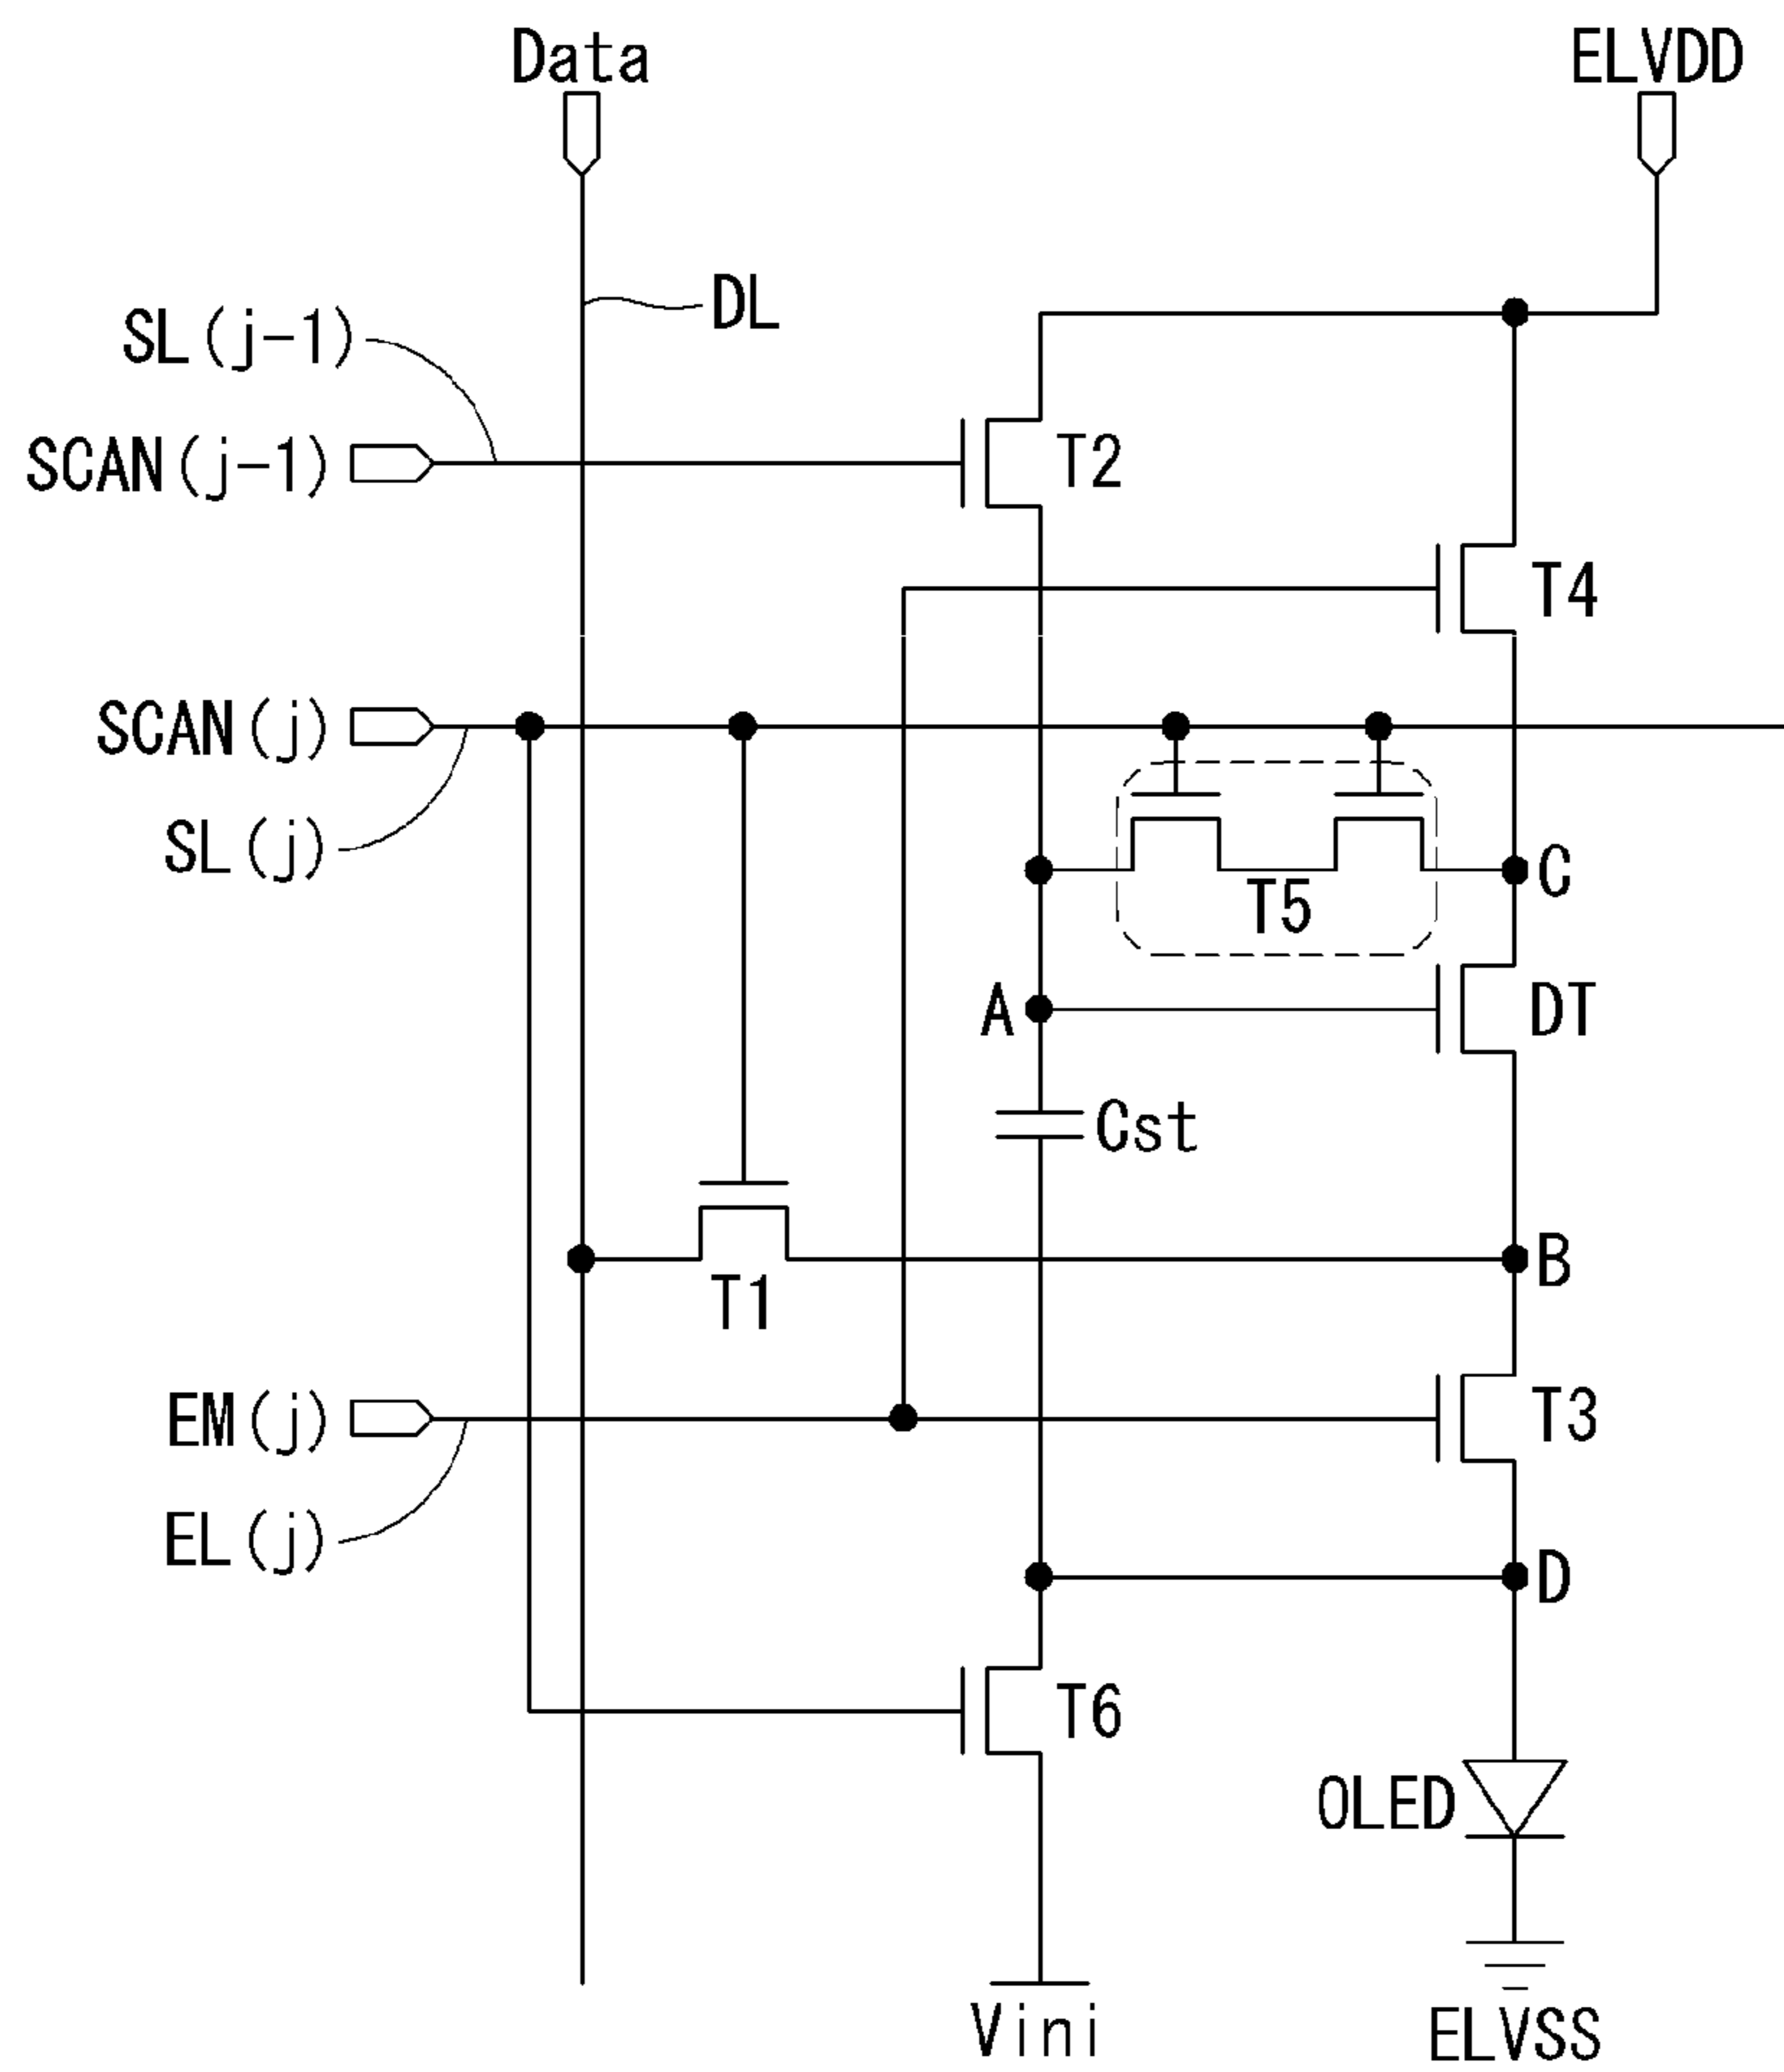 Data
ELVDD
DL
SL(j-1)
SCAN(j-1)
T2
T4
SCAN(j)
SL(j)
C
T5
A
DT
Cst
B
T1
EM(j)
T3
EL(j)
D
T6
OLED
Vini
ELVSS